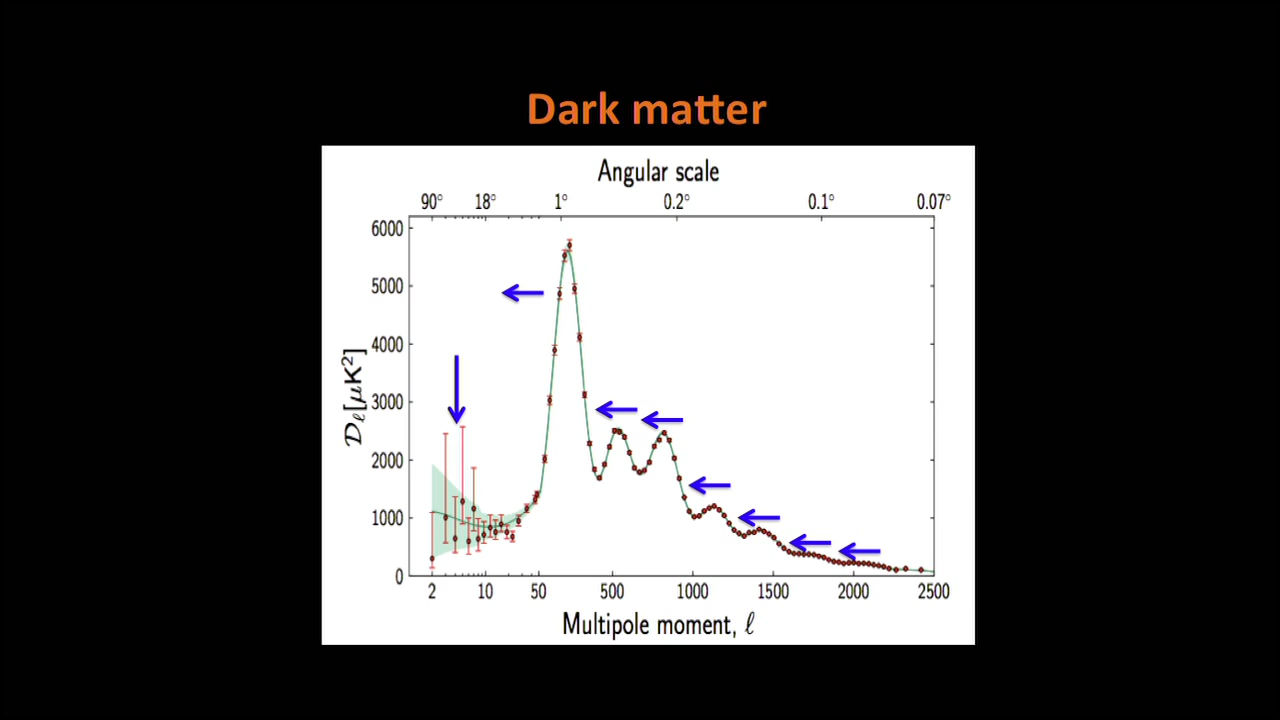 Dark matter
Angular scale
90° 18° 1° 0.2° 0.1° 0.07°
6000
5000
4000
3000
2000
1000
0
𝒟ℓ[μK²]
2 10 50 500 1000 1500 2000 2500
Multipole moment, ℓ